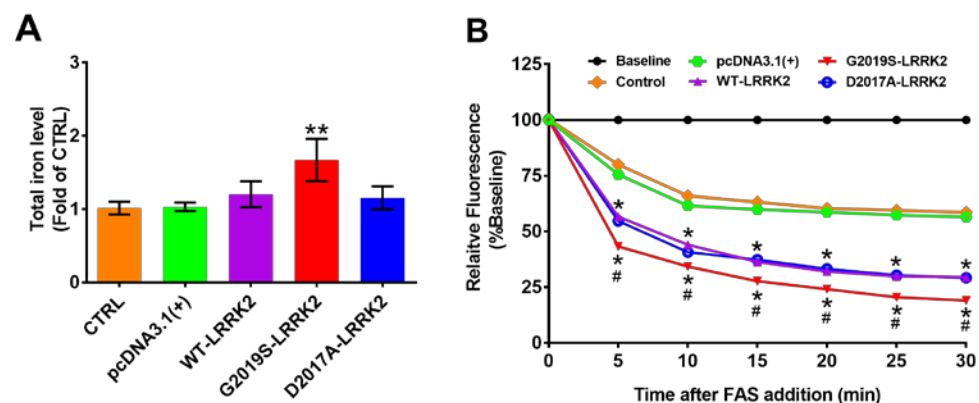 A
Total iron level
(Fold of CTRL)
3
2
1
0
**
CTRL
pcDNA3.1(+)
WT-LRRK2
G2019S-LRRK2
D2017A-LRRK2
B
Relaitve Fluorescence
(%Baseline)
125
100
75
50
25
0
Baseline
pcDNA3.1(+)
G2019S-LRRK2
Control
WT-LRRK2
D2017A-LRRK2
* * * * * *
* * * * * *
# # # # # #
0 5 10 15 20 25 30
Time after FAS addition (min)